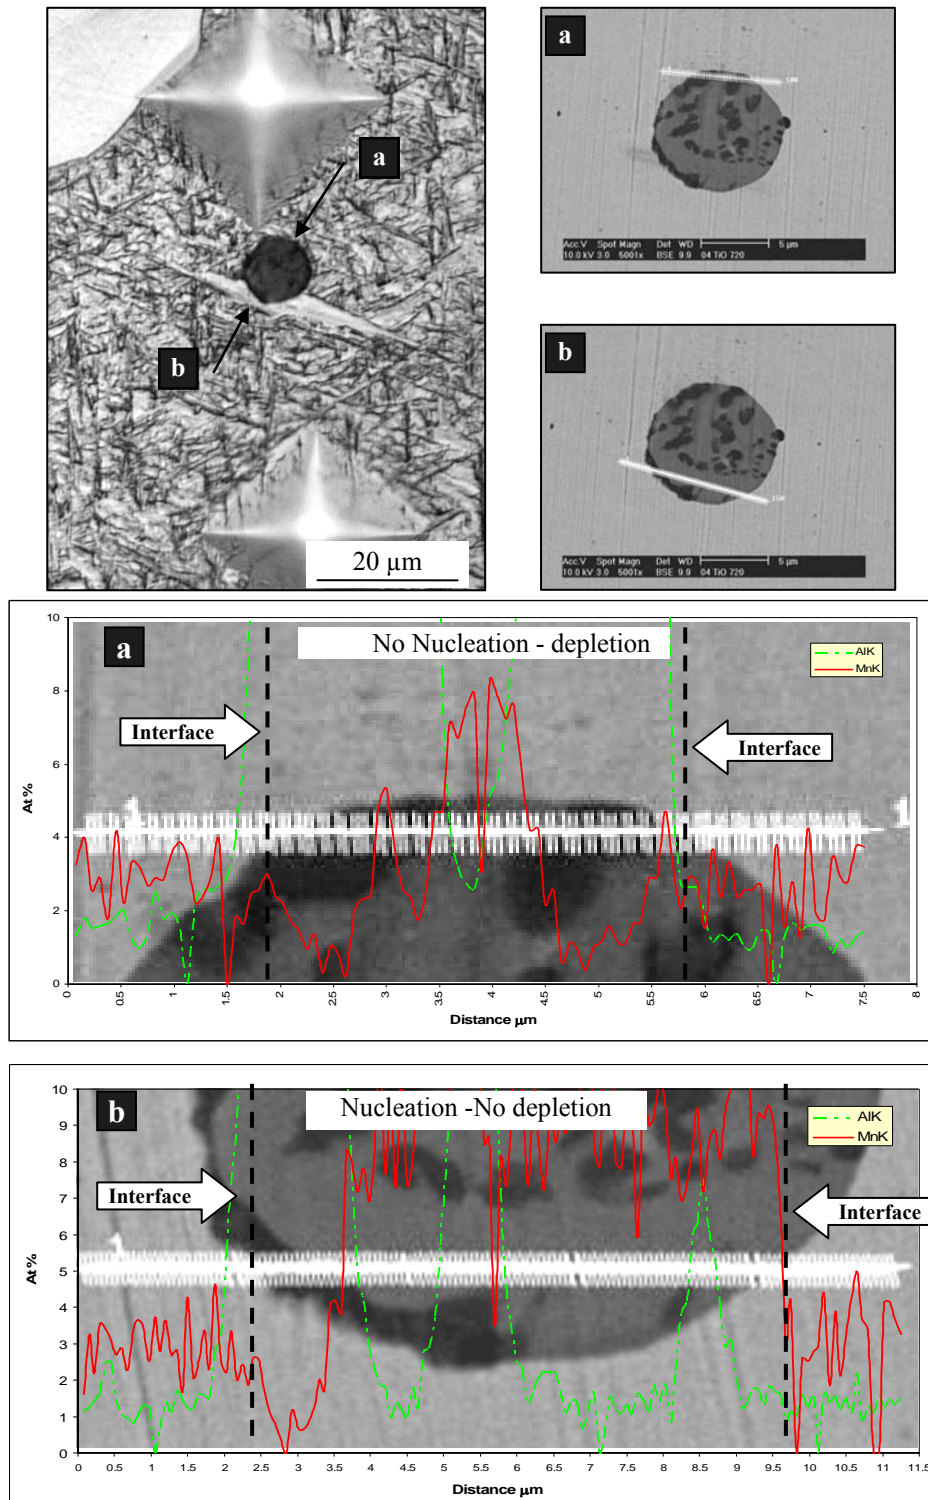 a
b
20 µm
a
Acc.V Spot Magn Det WD 5 µm
10.0 kV 3.0 5001x BSE 9.9 04 TiO 720
b
Acc.V Spot Magn Det WD 5 µm
10.0 kV 3.0 5001x BSE 9.9 04 TiO 720
a
No Nucleation - depletion
AlK
MnK
Interface
Interface
1
1
At %
10
8
6
4
2
0
0 0.5 1 1.5 2 2.5 3 3.5 4 4.5 5 5.5 6 6.5 7 7.5 8
Distance µm
b
Nucleation -No depletion
AlK
MnK
Interface
Interface
1
At %
10
9
8
7
6
5
4
3
2
1
0
0 0.5 1 1.5 2 2.5 3 3.5 4 4.5 5 5.5 6 6.5 7 7.5 8 8.5 9 9.5 10 10.5 11 11.5
Distance µm